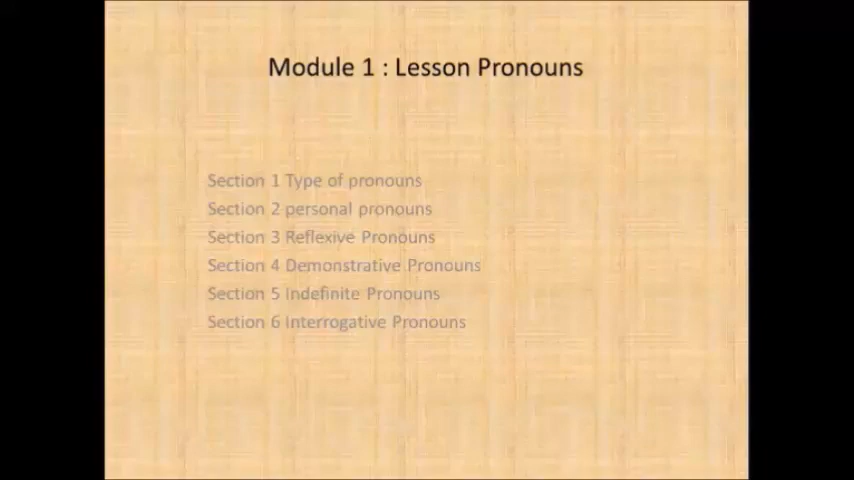 Module 1 : Lesson Pronouns
Section 1 Type of pronouns
Section 2 personal pronouns
Section 3 Reflexive Pronouns
Section 4 Demonstrative Pronouns
Section 5 Indefinite Pronouns
Section 6 Interrogative Pronouns